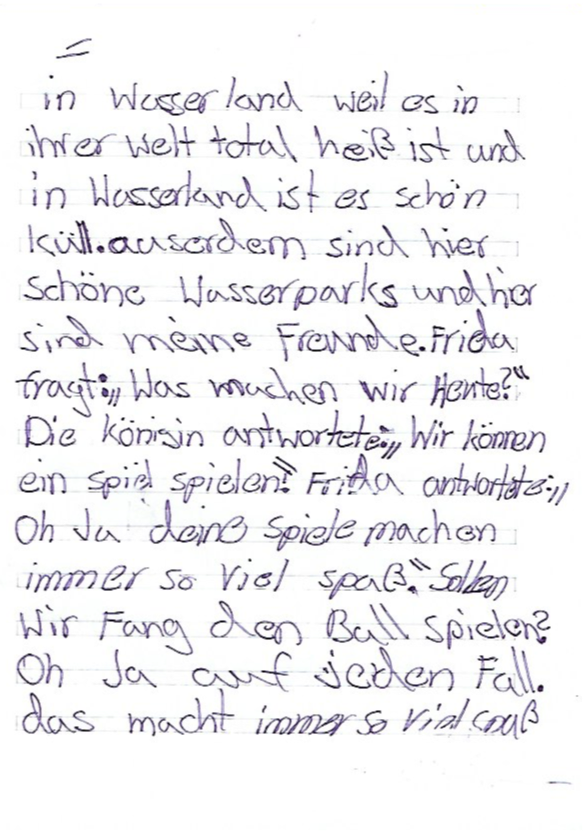 in Wasserland weil es in
ihrer Welt total heiß ist und
in Wasserland ist es schön
küll. auserdem sind hier
schöne Wasserparks und hier
sind meine Freunde. Frida
fragt: „Was machen wir Heute?“
Die Königin antwortete: „Wir können
ein spiel spielen!“ Frida antwortete: „
Oh Ja deine Spiele machen
immer so viel spaß.“ Sollen
Wir Fang den Ball spielen?
Oh Ja auf jeden Fall.
das macht immer so viel spaß